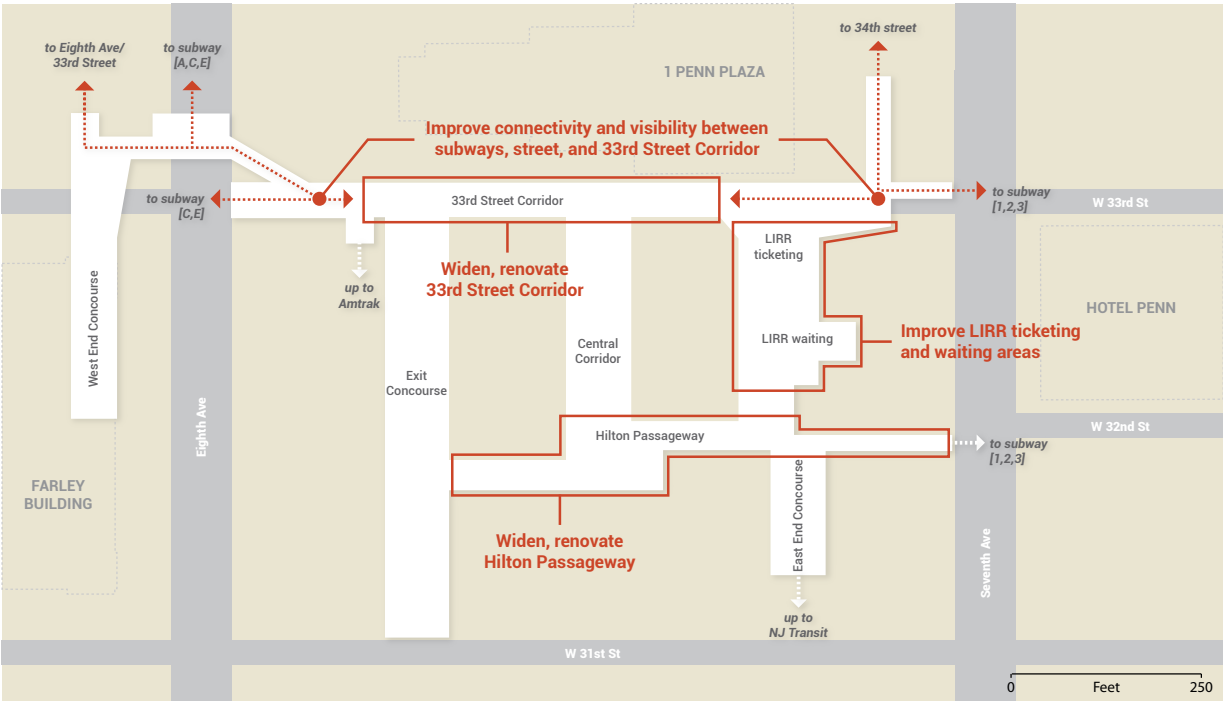 to 34th street
to Eighth Ave/
33rd Street
to subway
[A,C,E]
1 PENN PLAZA
Improve connectivity and visibility between
subways, street, and 33rd Street Corridor
to subway
[C,E]
33rd Street Corridor
to subway
[1,2,3]
W 33rd St
LIRR
ticketing
Widen, renovate
33rd Street Corridor
up to
Amtrak
West End Concourse
HOTEL PENN
Improve LIRR ticketing
and waiting areas
LIRR waiting
Central
Corridor
Exit
Concourse
Eighth Ave
W 32nd St
Hilton Passageway
to subway
[1,2,3]
FARLEY
BUILDING
East End Concourse
Widen, renovate
Hilton Passageway
Seventh Ave
up to
NJ Transit
W 31st St
0 Feet 250